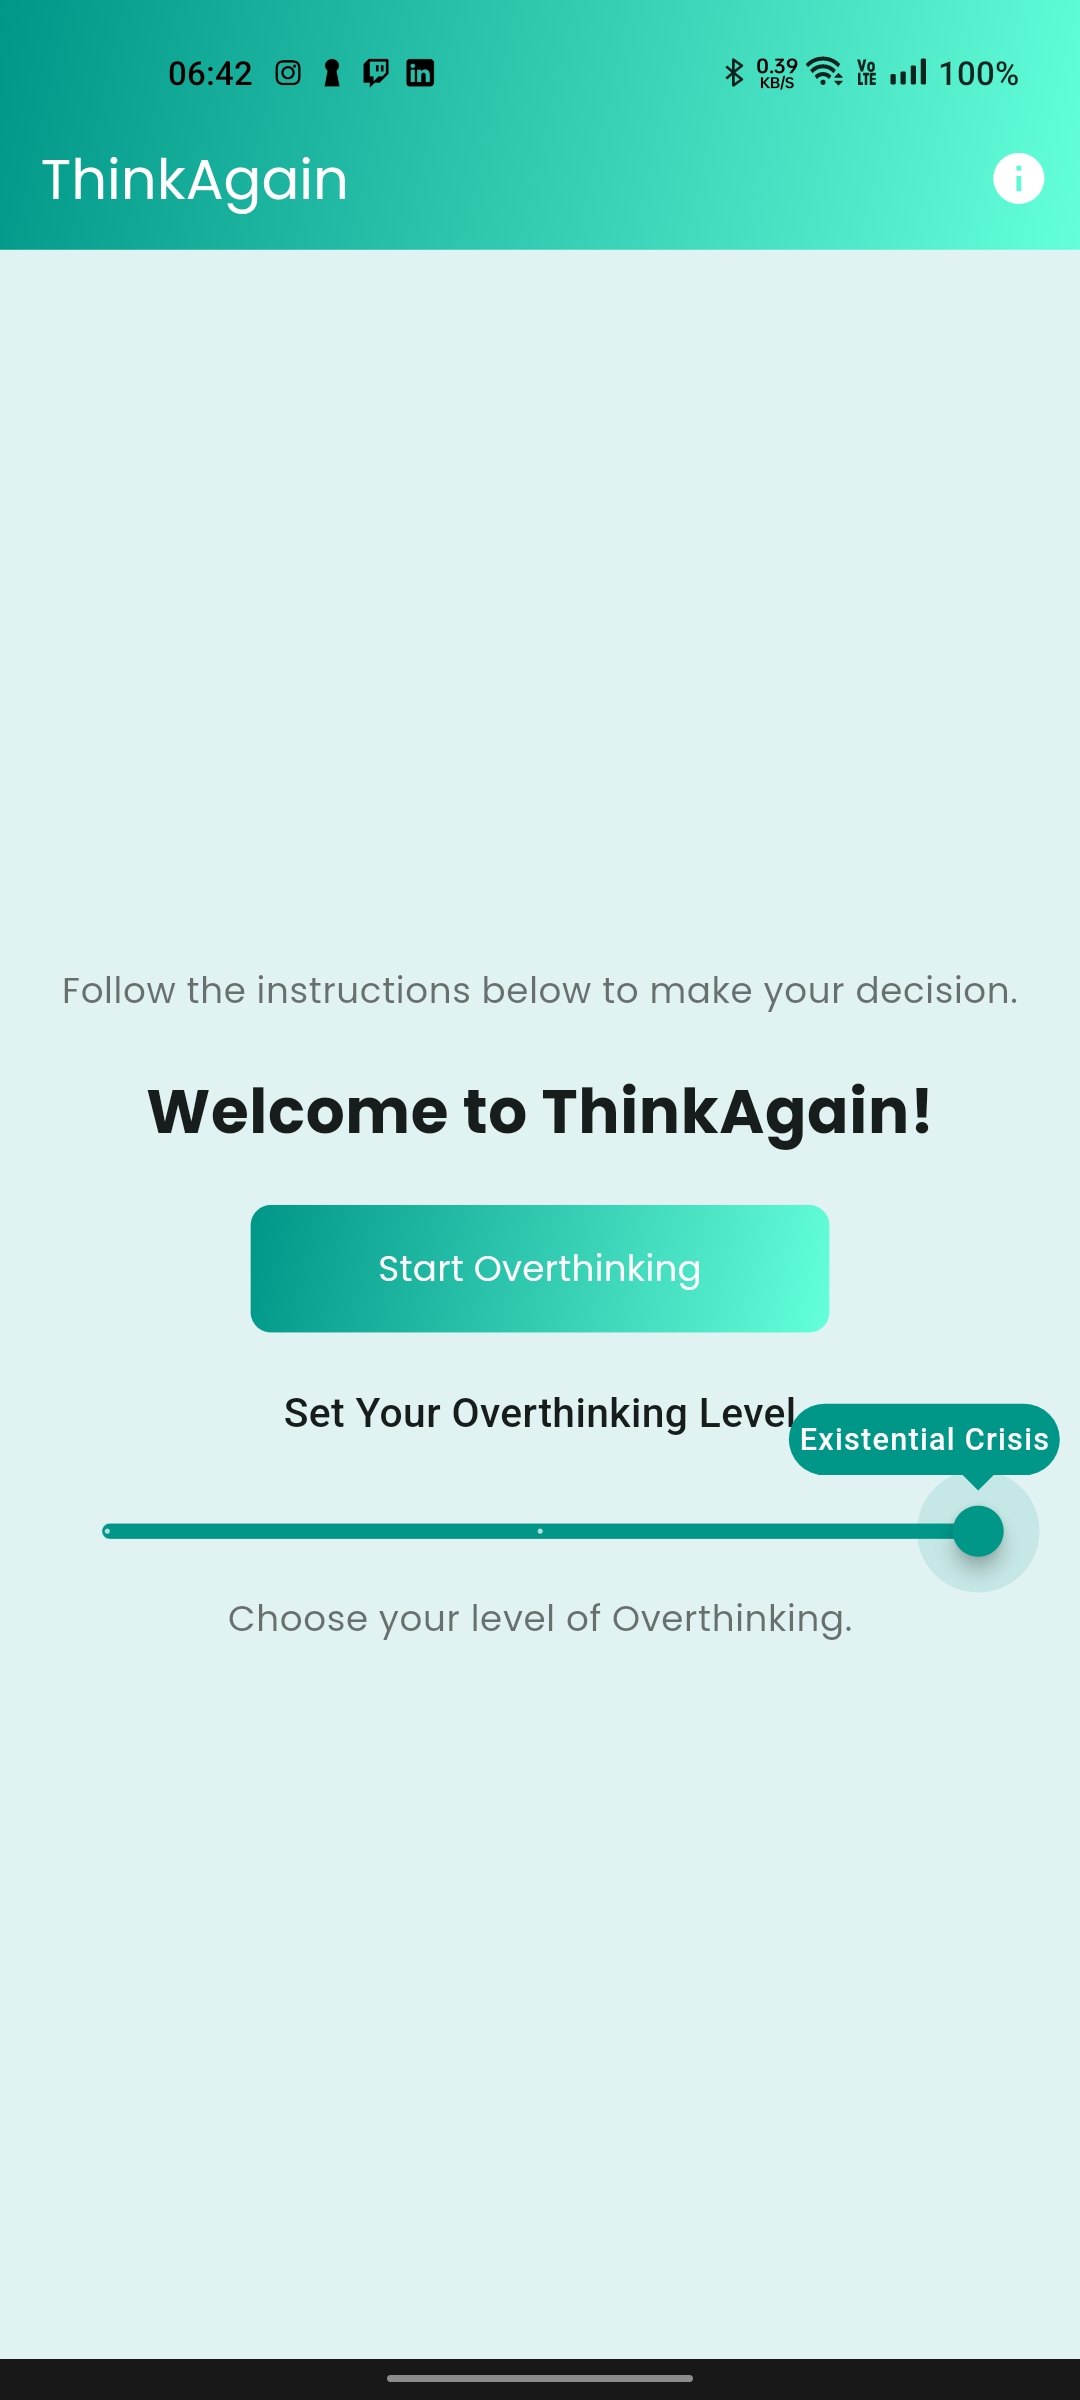 06:42 0.39 KB/S Vo LTE 100%
ThinkAgain
Follow the instructions below to make your decision.
Welcome to ThinkAgain!
Start Overthinking
Set Your Overthinking Level
Existential Crisis
Choose your level of Overthinking.